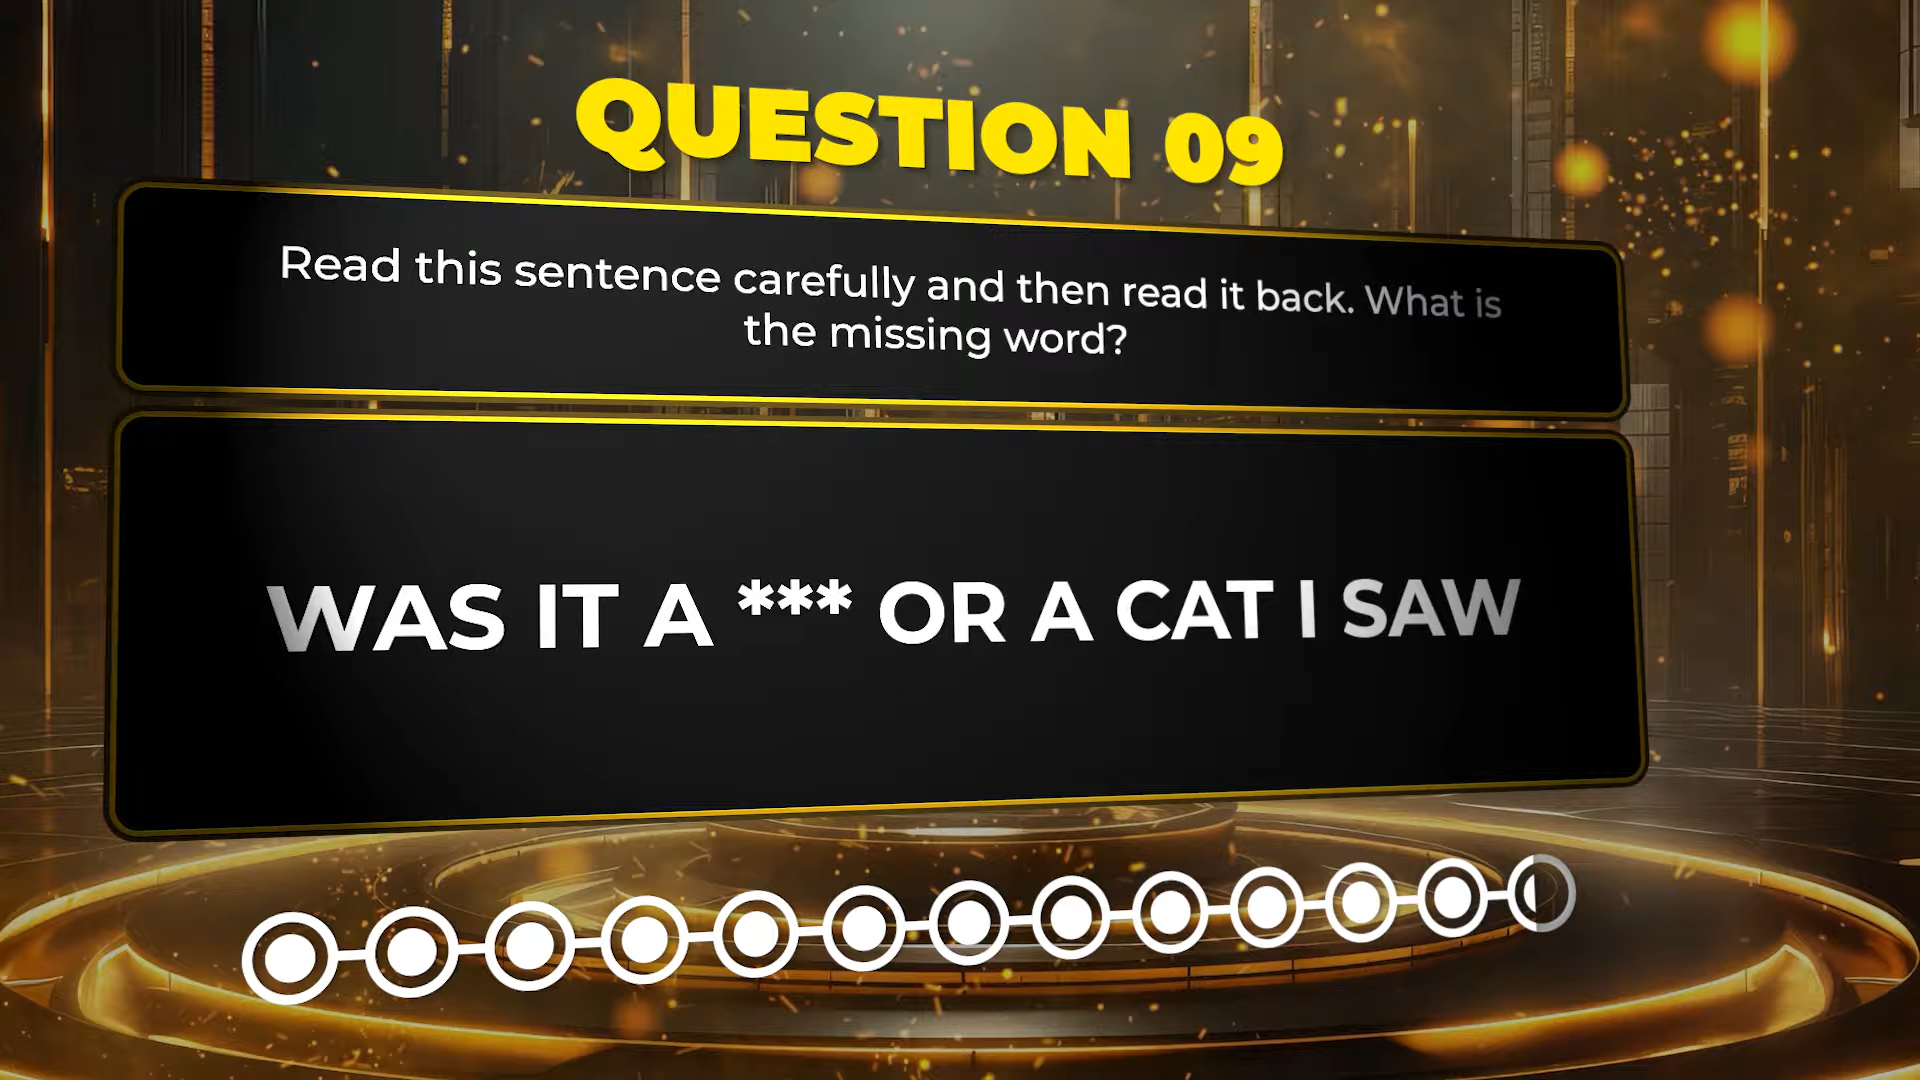 QUESTION 09
Read this sentence carefully and then read it back. What is
the missing word?
WAS IT A *** OR A CAT I SAW